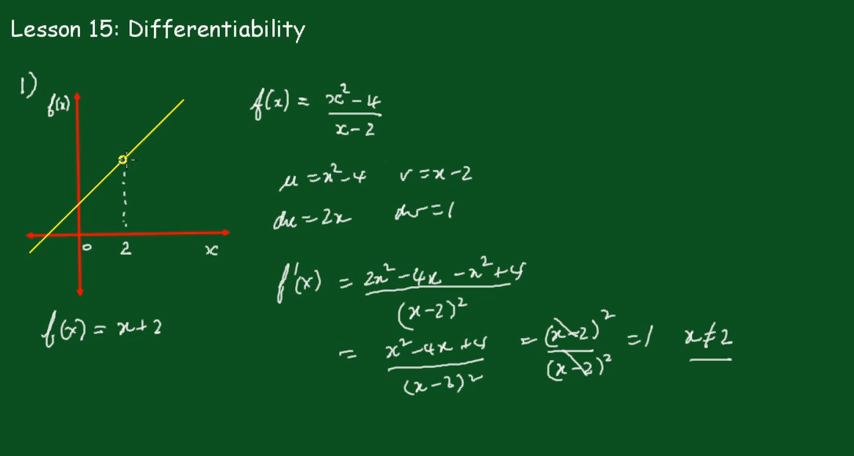 Lesson 15: Differentiability
1)
f(x)
0 2 x
f(x) = x+2
f(x) = x²-4 / x-2
u = x²-4 v = x-2
du = 2x dv = 1
f'(x) = 2x²-4x-x²+4 / (x-2)²
= x²-4x+4 / (x-2)² = (x-2)² / (x-2)² = 1 x≠2